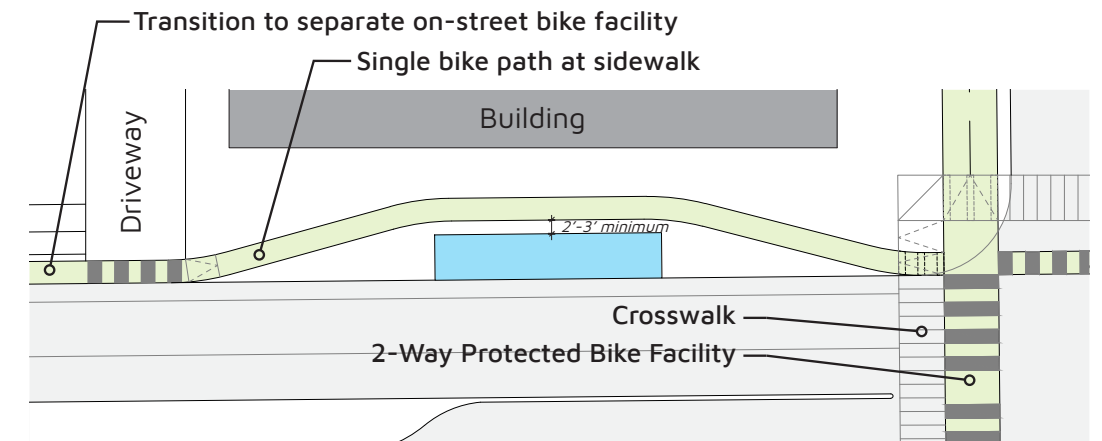 Transition to separate on-street bike facility
Single bike path at sidewalk
Building
Driveway
2'-3' minimum
Crosswalk
2-Way Protected Bike Facility